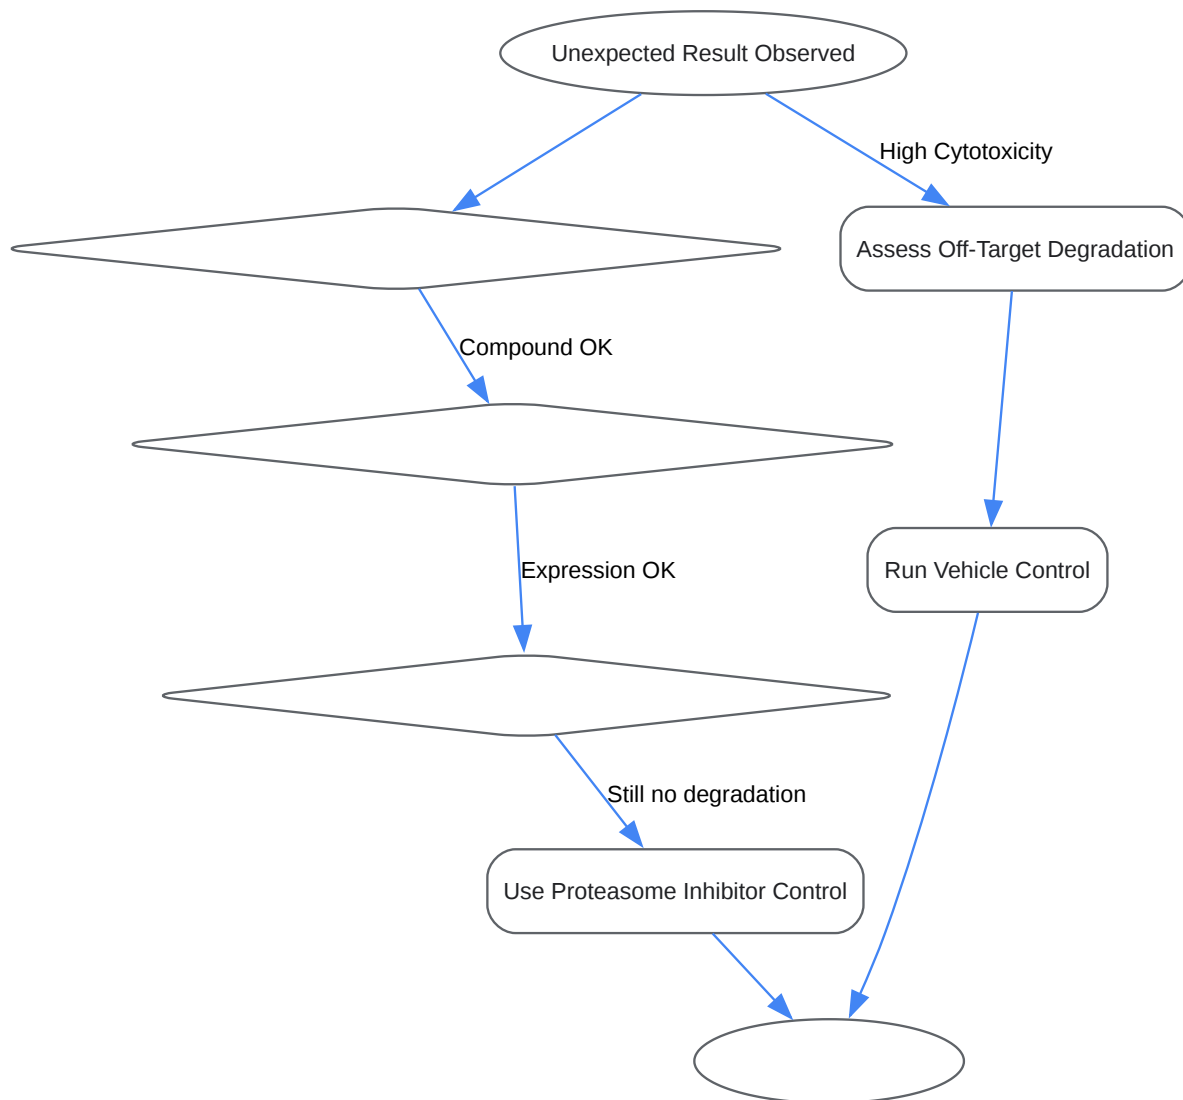 Unexpected Result Observed
High Cytotoxicity
Assess Off-Target Degradation
Compound OK
Expression OK
Run Vehicle Control
Still no degradation
Use Proteasome Inhibitor Control